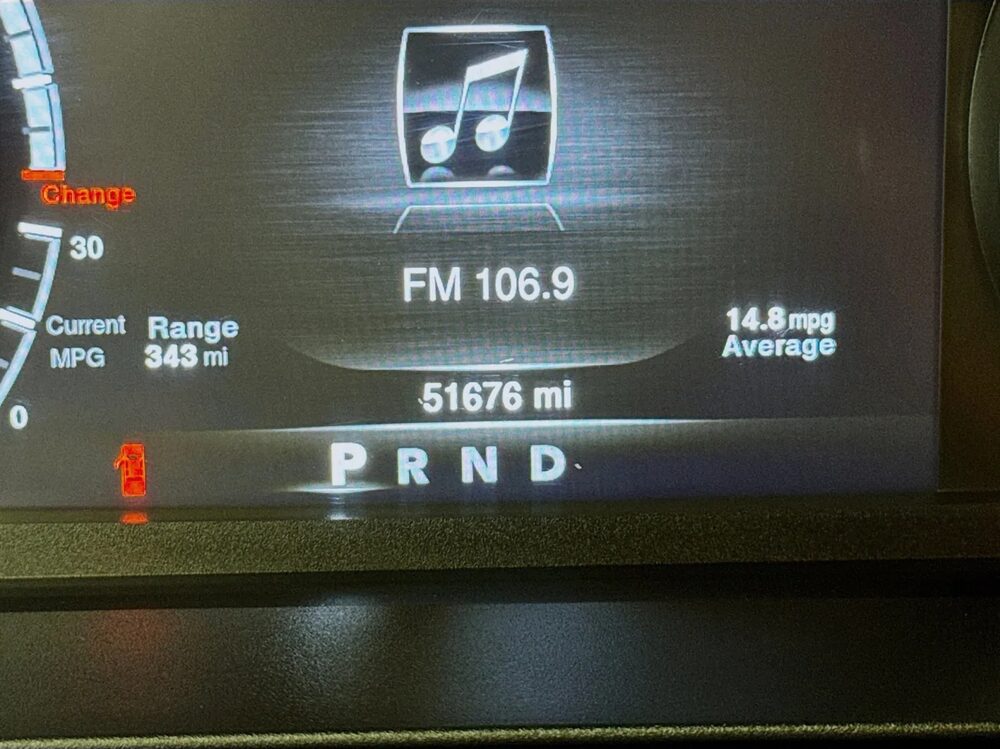 Change
30
FM 106.9
Current MPG
Range
343 mi
14.8 mpg
Average
0
51676 mi
P R N D